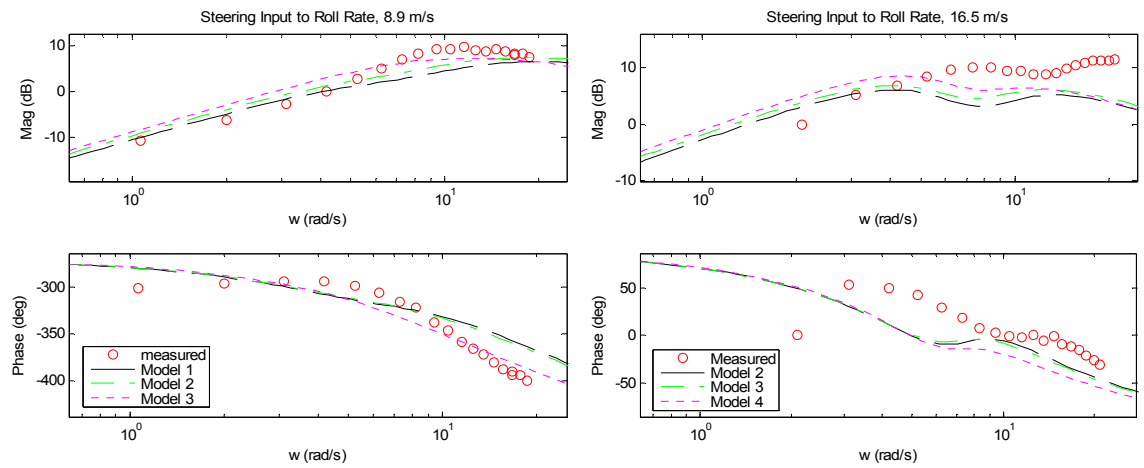 Steering Input to Roll Rate, 8.9 m/s
Mag (dB)
10
0
-10
10^0
10^1
w (rad/s)
Phase (deg)
-300
-350
-400
measured
Model 1
Model 2
Model 3
10^0
10^1
w (rad/s)
Steering Input to Roll Rate, 16.5 m/s
Mag (dB)
10
0
-10
10^0
10^1
w (rad/s)
Phase (deg)
50
0
-50
Measured
Model 2
Model 3
Model 4
10^0
10^1
w (rad/s)